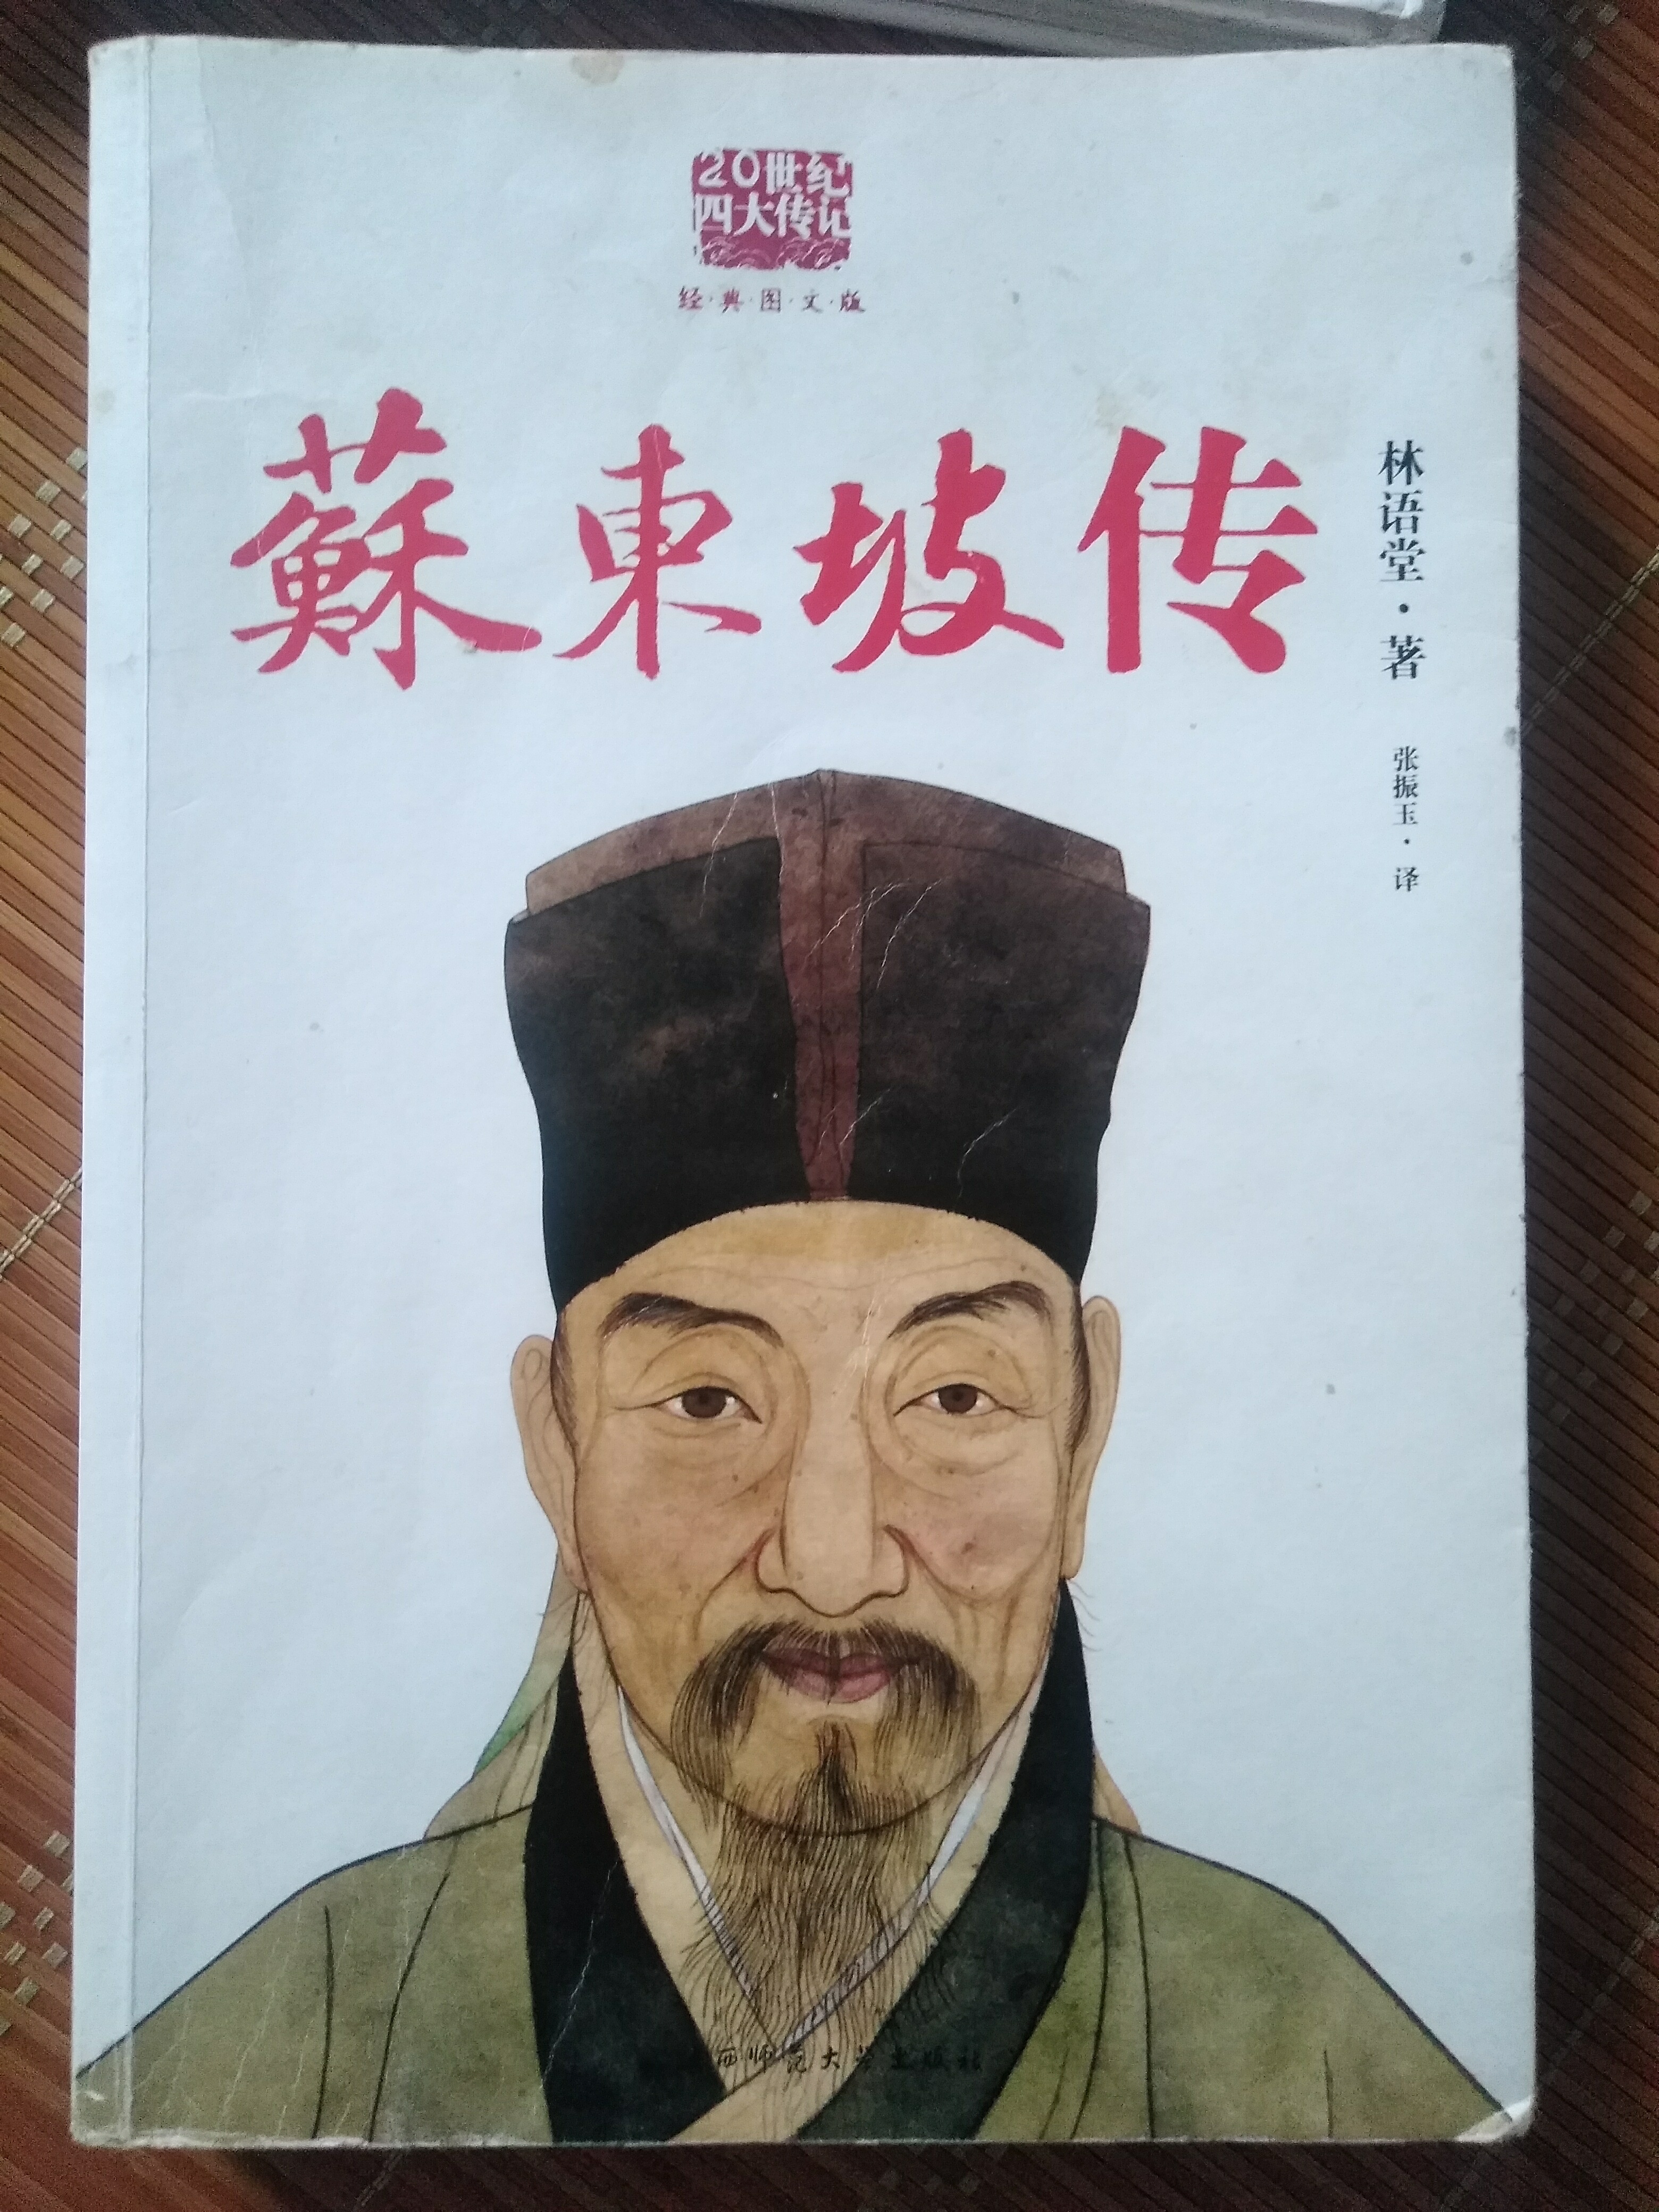 20世纪
四大传记
经·典·图·文·版
蘇東坡传
林语堂·著
张振玉·译
西师范大学出版社